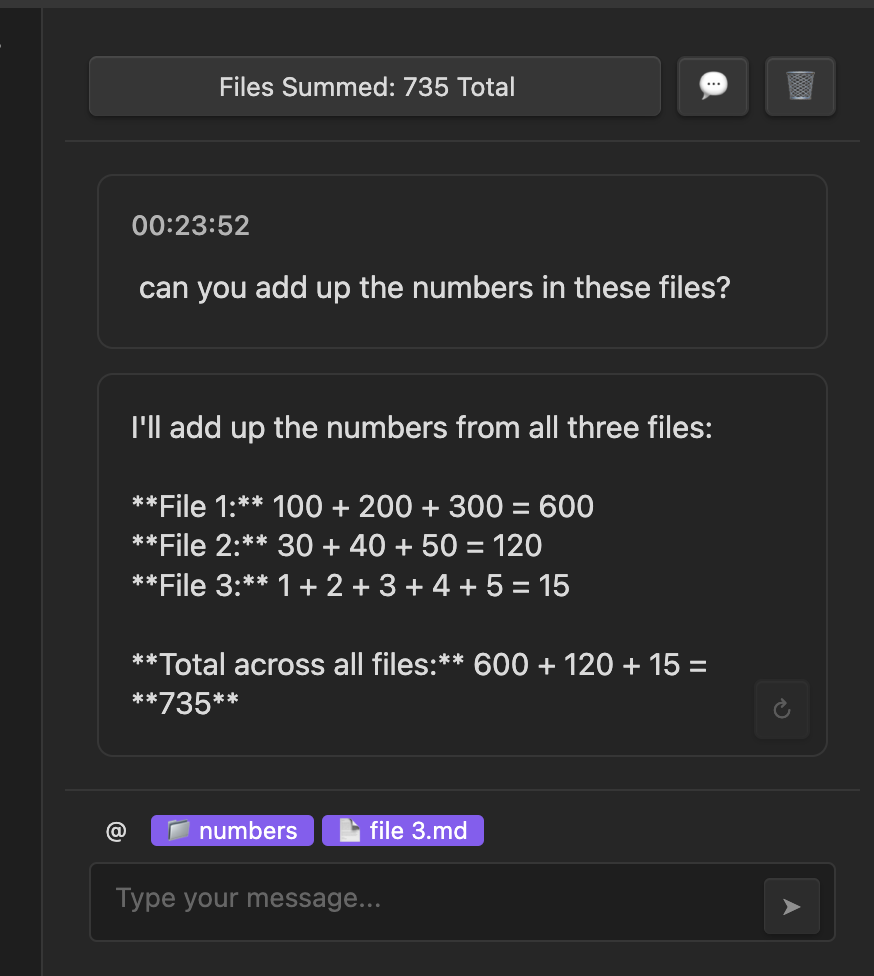 Files Summed: 735 Total
00:23:52
can you add up the numbers in these files?
I'll add up the numbers from all three files:
**File 1:** 100 + 200 + 300 = 600
**File 2:** 30 + 40 + 50 = 120
**File 3:** 1 + 2 + 3 + 4 + 5 = 15
**Total across all files:** 600 + 120 + 15 =
**735**
@ numbers file 3.md
Type your message...